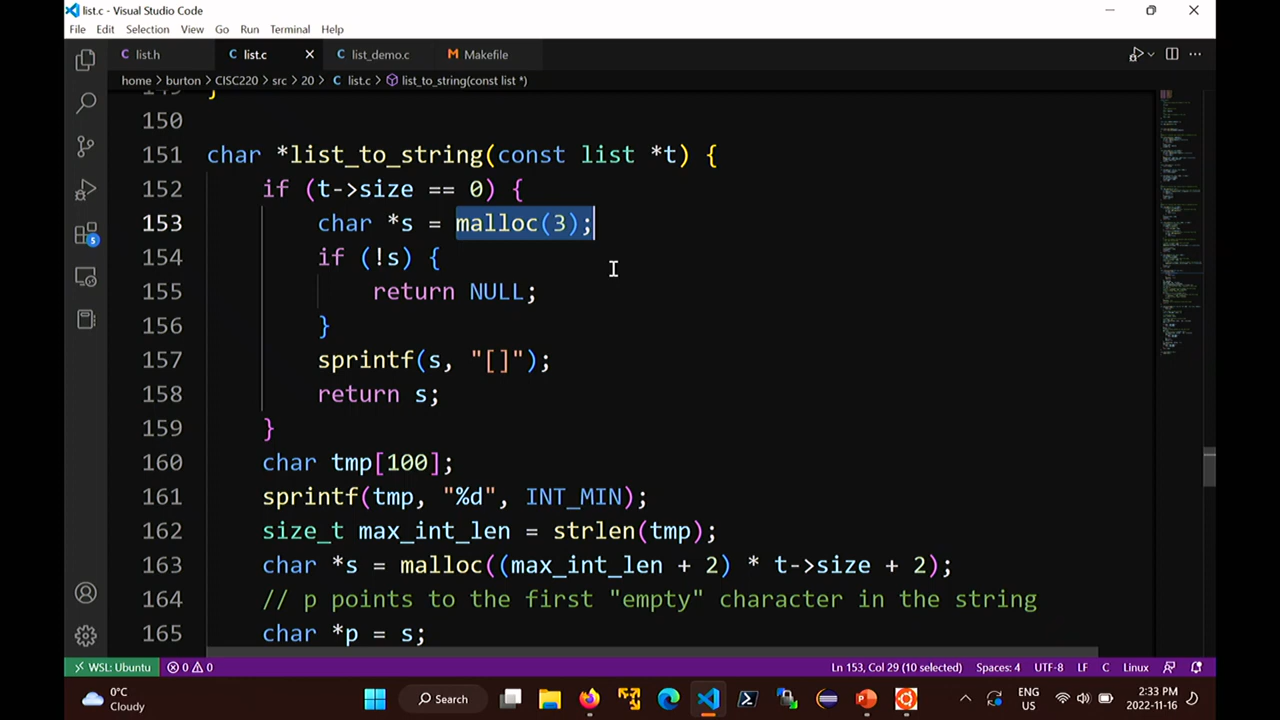 list.c - Visual Studio Code
File Edit Selection View Go Run Terminal Help
list.h list.c list_demo.c Makefile
home > burton > CISC220 > src > 20 > list.c > list_to_string(const list *)
149 }
150
151 char *list_to_string(const list *t) {
152 if (t->size == 0) {
153 char *s = malloc(3);
154 if (!s) {
155 return NULL;
156 }
157 sprintf(s, "[]");
158 return s;
159 }
160 char tmp[100];
161 sprintf(tmp, "%d", INT_MIN);
162 size_t max_int_len = strlen(tmp);
163 char *s = malloc((max_int_len + 2) * t->size + 2);
164 // p points to the first "empty" character in the string
165 char *p = s;
5
WSL: Ubuntu 0 0 Ln 153, Col 29 (10 selected) Spaces: 4 UTF-8 LF C Linux
0°C
Cloudy
Search
ENG
US
2:33 PM
2022-11-16